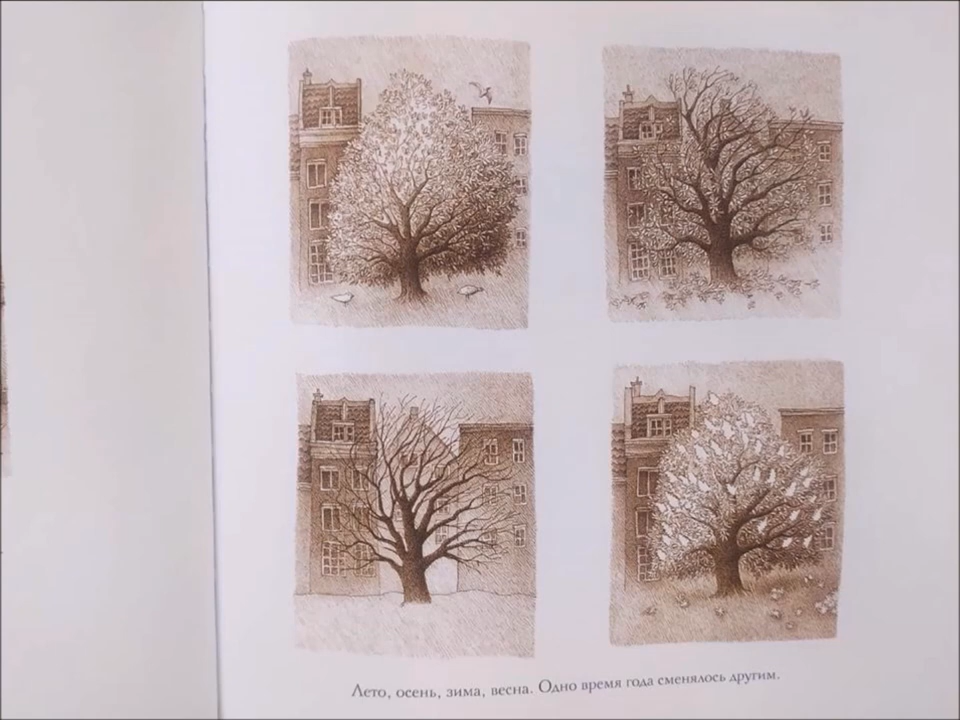 Лето, осень, зима, весна. Одно время года сменялось другим.